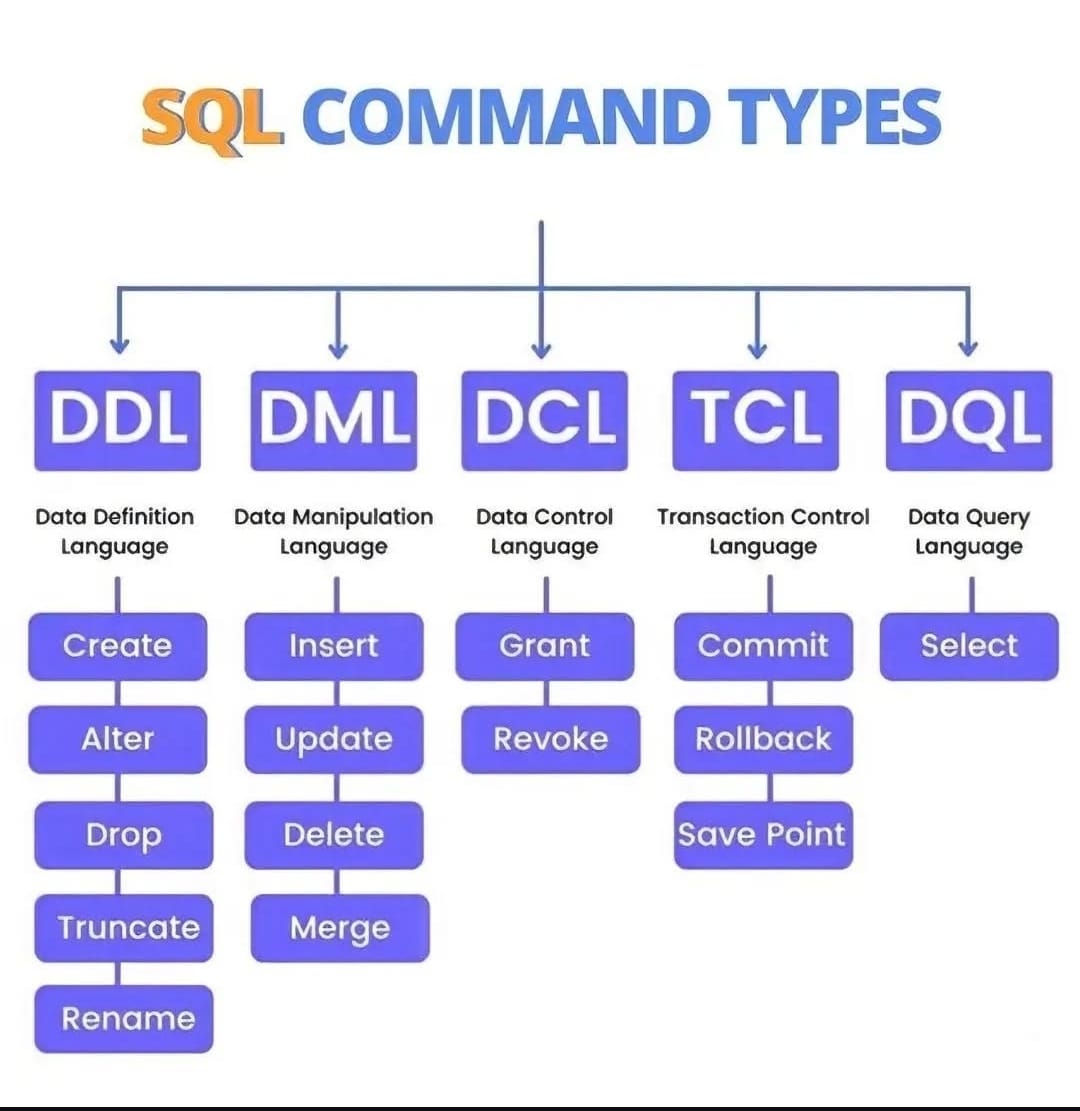 SQL COMMAND TYPES
DDL
Data Definition
Language
Create
Alter
Drop
Truncate
Rename
DML
Data Manipulation
Language
Insert
Update
Delete
Merge
DCL
Data Control
Language
Grant
Revoke
TCL
Transaction Control
Language
Commit
Rollback
Save Point
DQL
Data Query
Language
Select